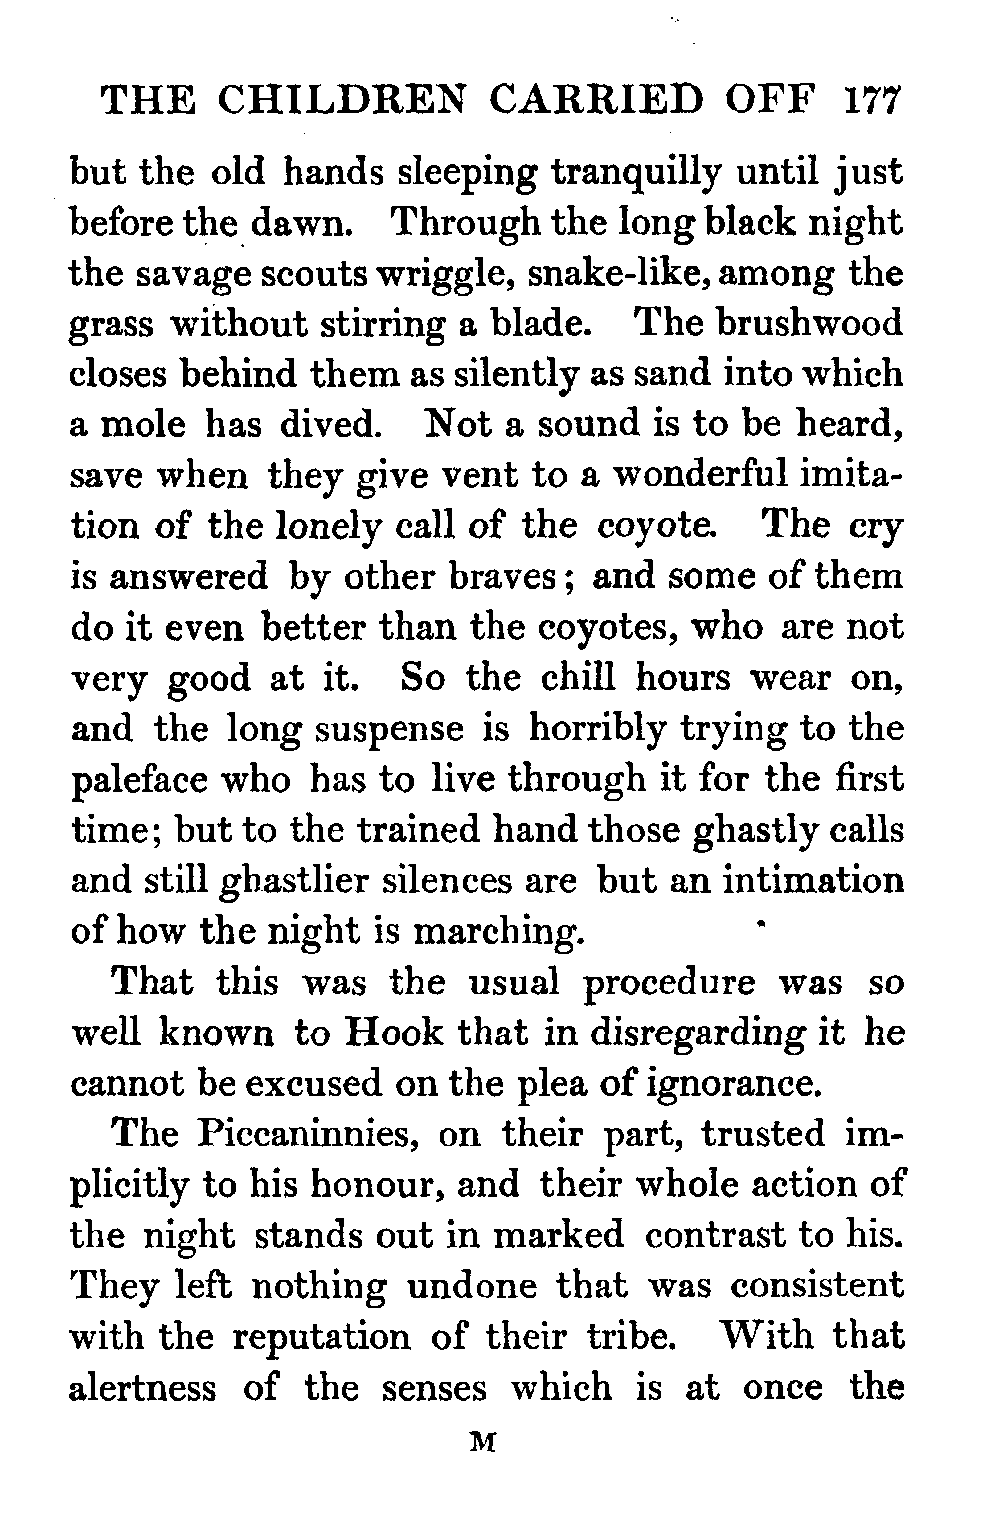 THE CHILDREN CARRIED OFF 177
but the old hands sleeping tranquilly until just
before the dawn. Through the long black night
the savage scouts wriggle, snake-like, among the
grass without stirring a blade. The brushwood
closes behind them as silently as sand into which
a mole has dived. Not a sound is to be heard,
save when they give vent to a wonderful imita-
tion of the lonely call of the coyote. The cry
is answered by other braves; and some of them
do it even better than the coyotes, who are not
very good at it. So the chill hours wear on,
and the long suspense is horribly trying to the
paleface who has to live through it for the first
time; but to the trained hand those ghastly calls
and still ghastlier silences are but an intimation
of how the night is marching.
That this was the usual procedure was so
well known to Hook that in disregarding it he
cannot be excused on the plea of ignorance.
The Piccaninnies, on their part, trusted im-
plicitly to his honour, and their whole action of
the night stands out in marked contrast to his.
They left nothing undone that was consistent
with the reputation of their tribe. With that
alertness of the senses which is at once the
M